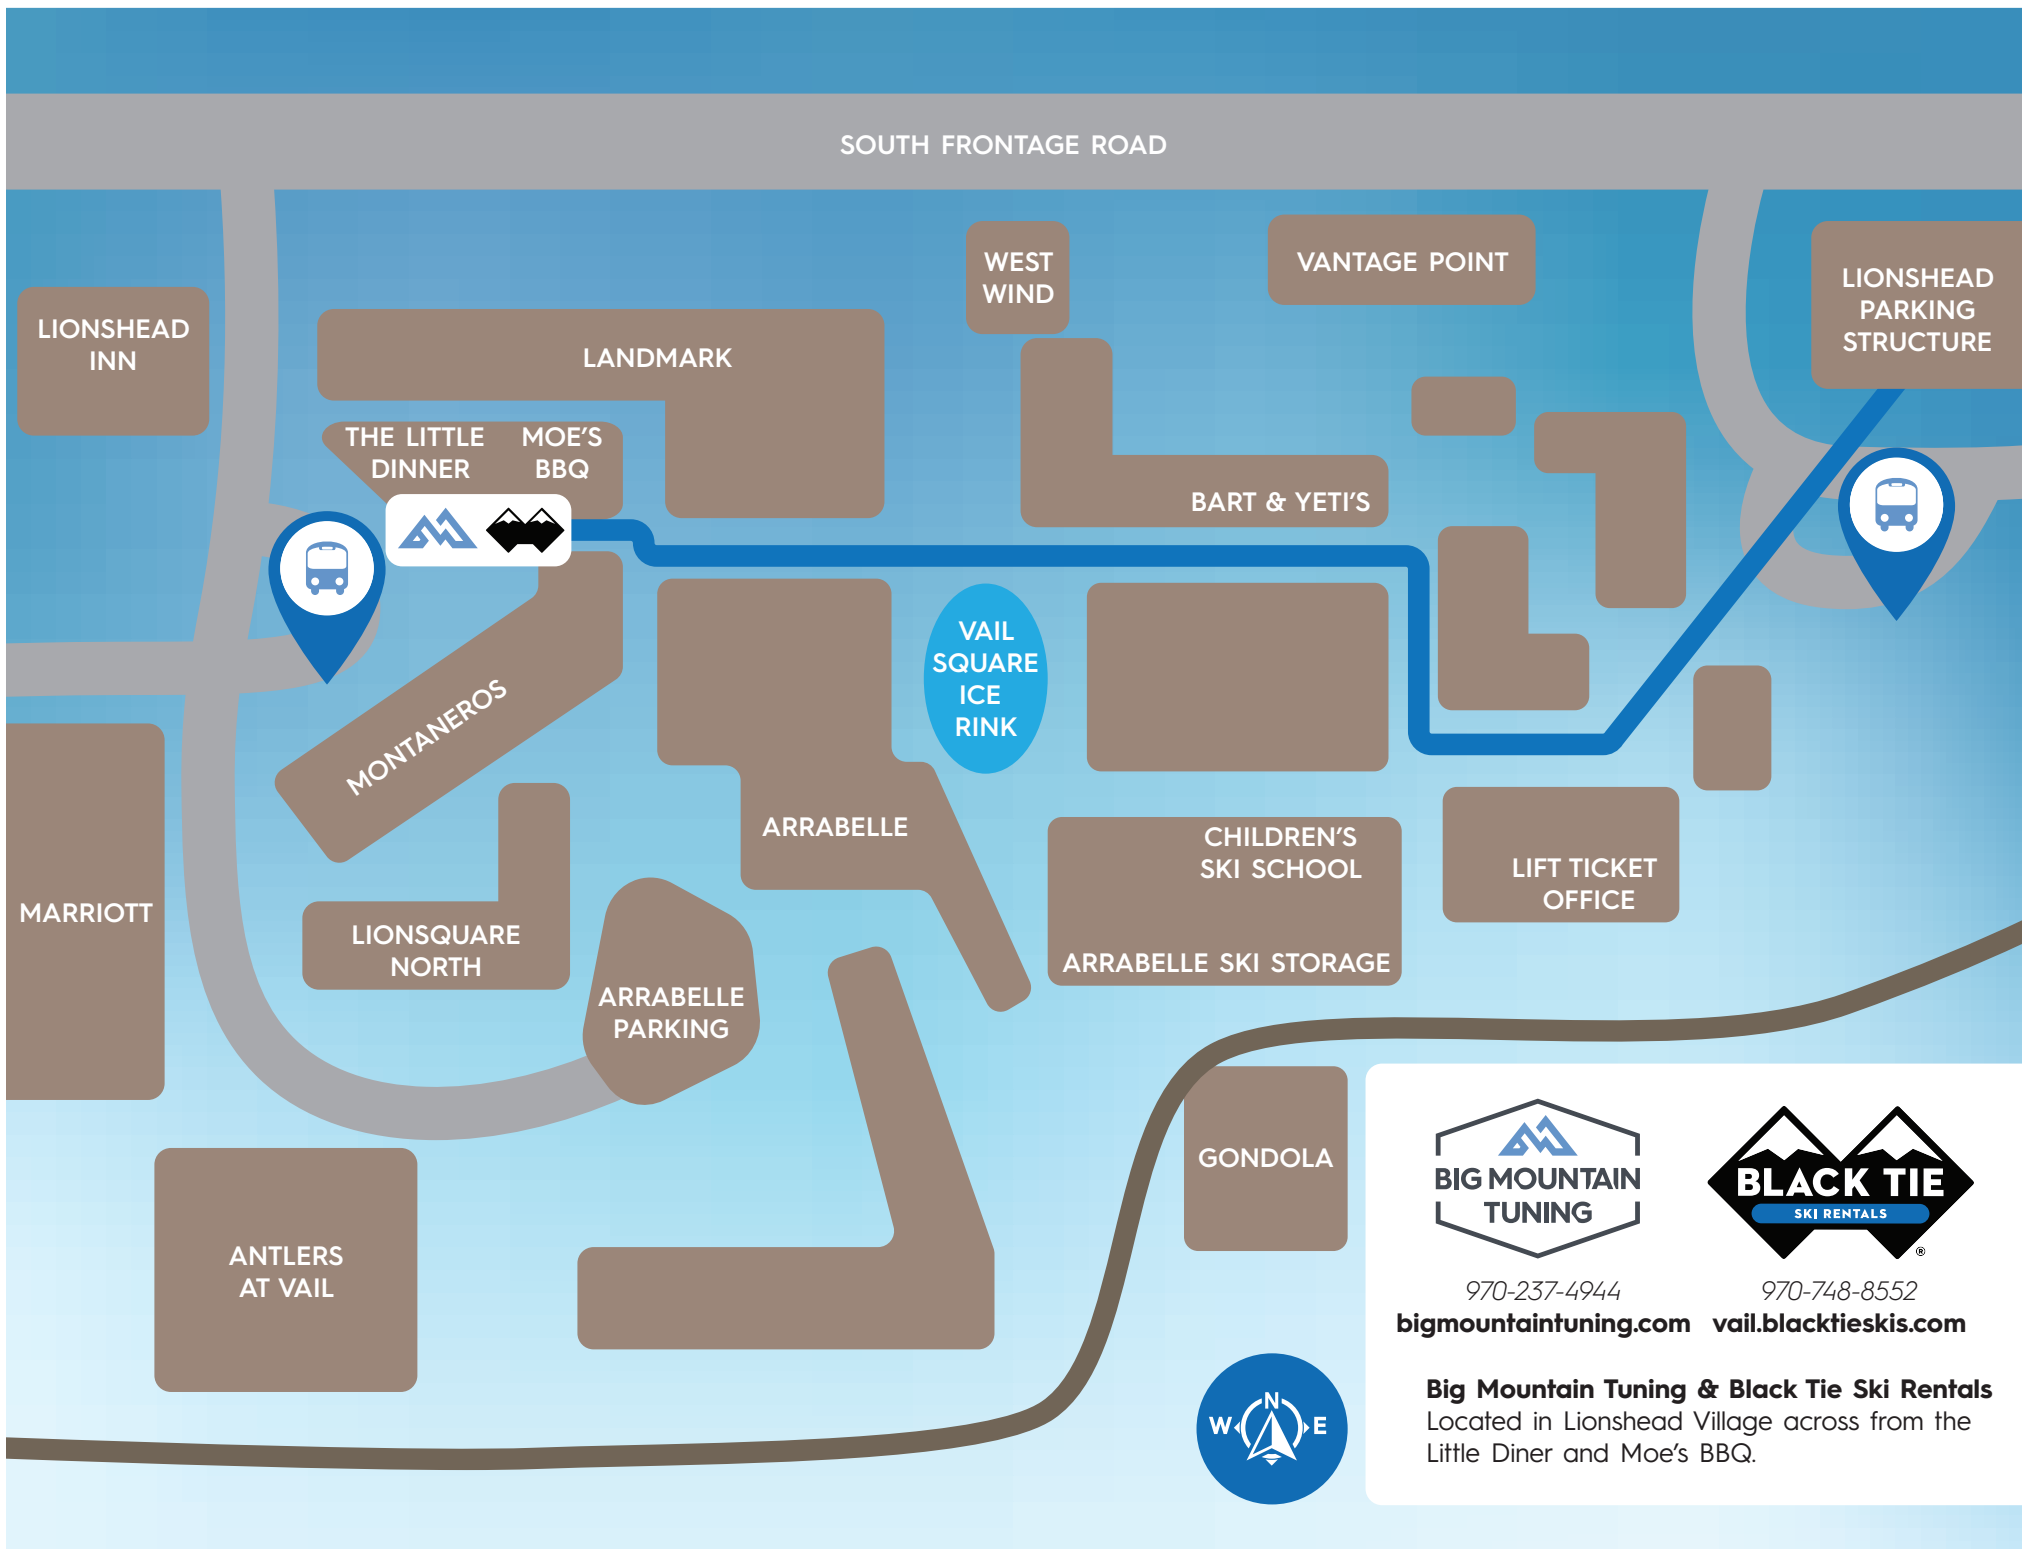 SOUTH FRONTAGE ROAD
WEST
WIND
VANTAGE POINT
LIONSHEAD
PARKING
STRUCTURE
LIONSHEAD
INN
LANDMARK
THE LITTLE
DINNER
MOE'S
BBQ
BART & YETI'S
VAIL
SQUARE
ICE
RINK
MONTANEROS
ARRABELLE
CHILDREN'S
SKI SCHOOL
LIFT TICKET
OFFICE
MARRIOTT
LIONSQUARE
NORTH
ARRABELLE SKI STORAGE
ARRABELLE
PARKING
GONDOLA
ANTLERS
AT VAIL
BIG MOUNTAIN
TUNING
BLACK TIE
SKI RENTALS
®
970-237-4944
bigmountaintuning.com
970-748-8552
vail.blacktieskis.com
N
W
E
Big Mountain Tuning & Black Tie Ski Rentals
Located in Lionshead Village across from the
Little Diner and Moe's BBQ.